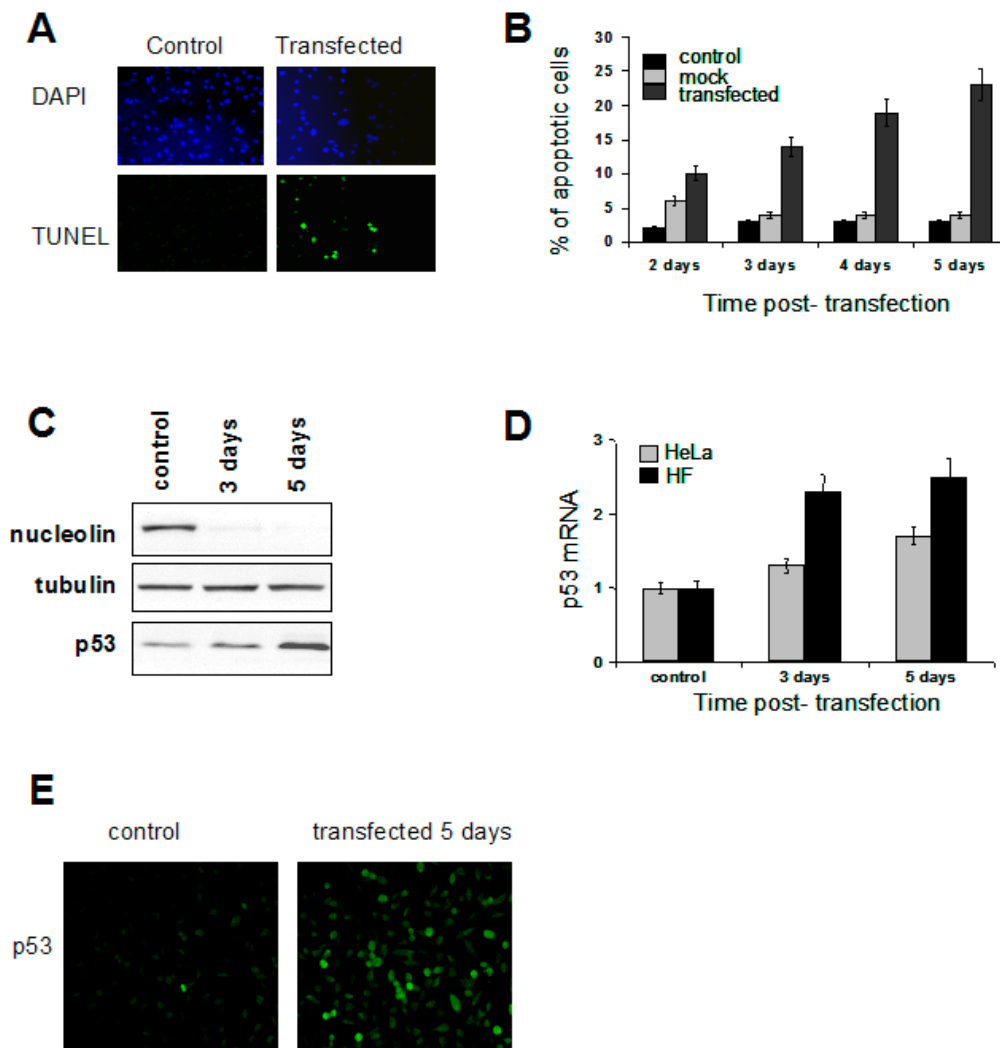 A
Control Transfected
DAPI
TUNEL
B
% of apoptotic cells
30
25
20
15
10
5
0
control
mock
transfected
2 days 3 days 4 days 5 days
Time post- transfection
C
control 3 days 5 days
nucleolin
tubulin
p53
D
p53 mRNA
3
2
1
0
HeLa
HF
control 3 days 5 days
Time post- transfection
E
control transfected 5 days
p53